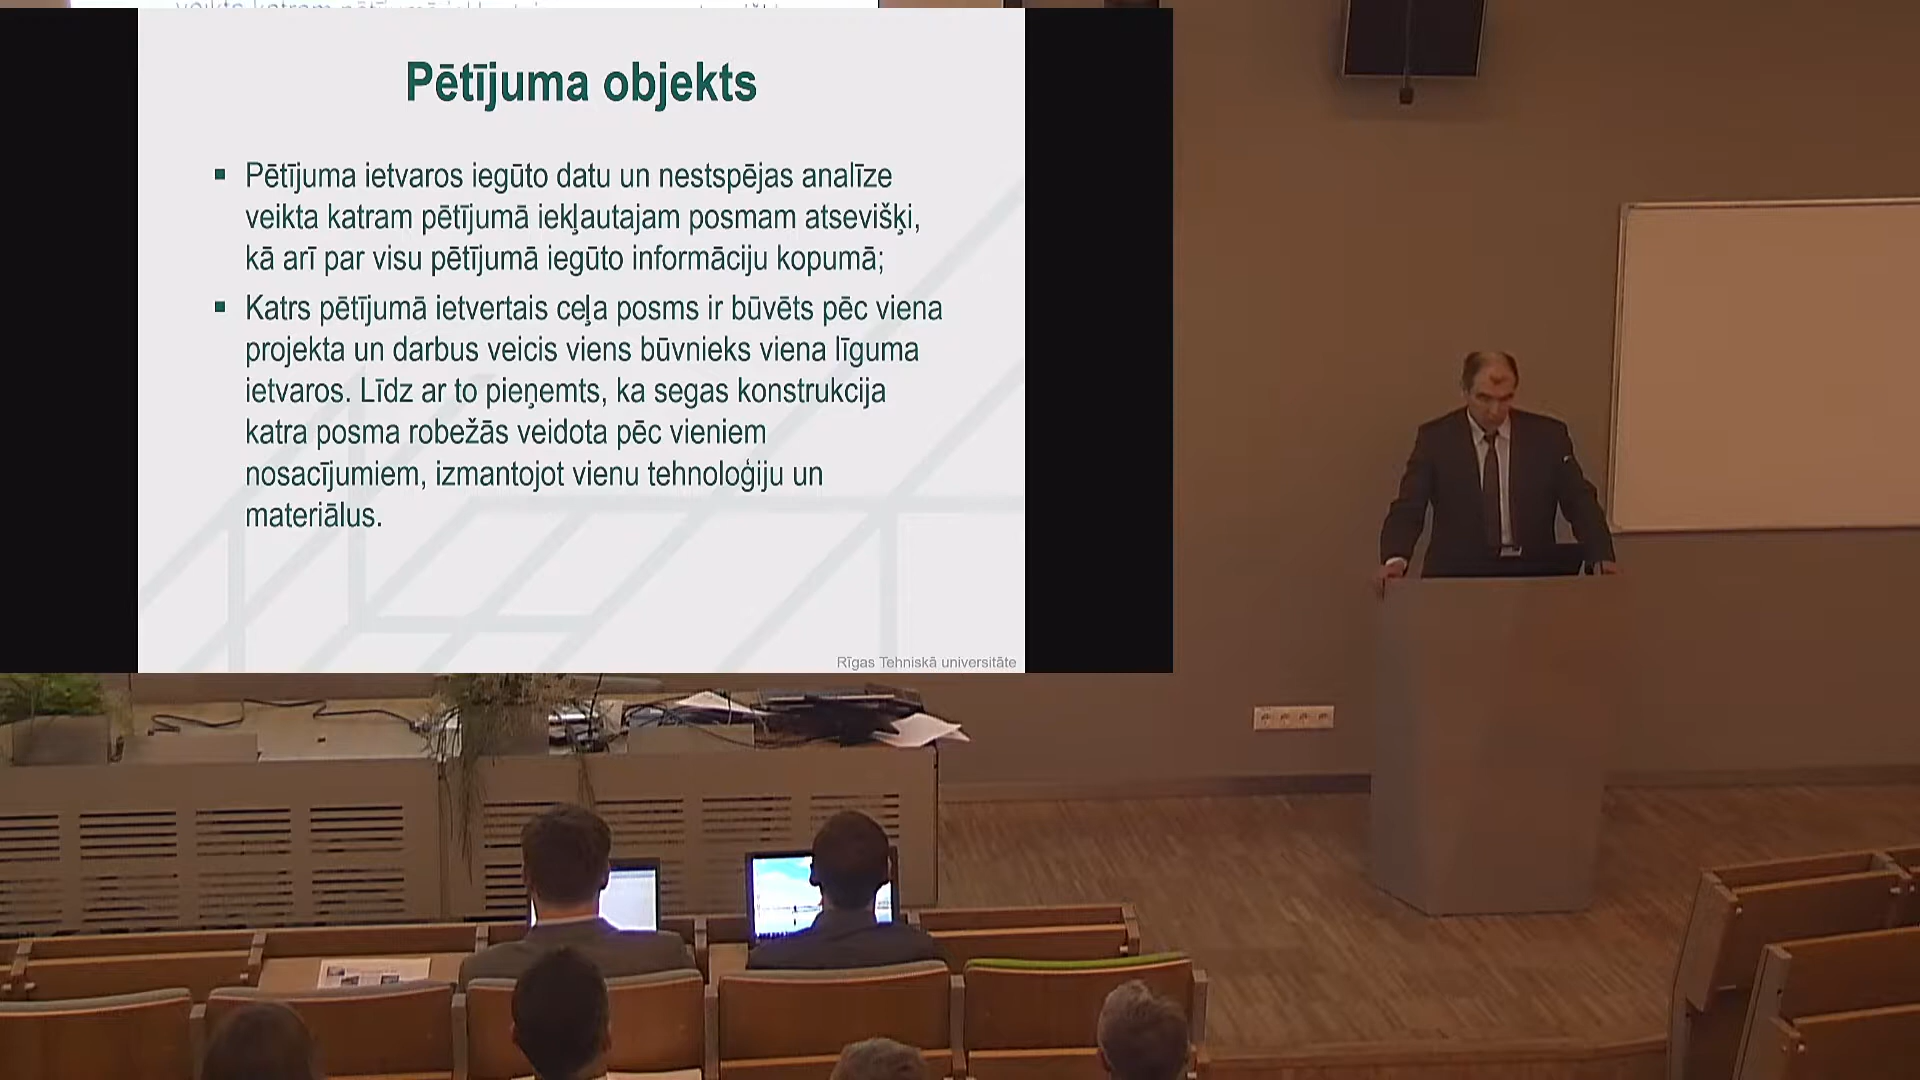 Pētījuma objekts
Pētījuma ietvaros iegūto datu un nestspējas analīze
veikta katram pētījumā iekļautajam posmam atsevišķi,
kā arī par visu pētījumā iegūto informāciju kopumā;
Katrs pētījumā ietvertais ceļa posms ir būvēts pēc viena
projekta un darbus veicis viens būvnieks viena līguma
ietvaros. Līdz ar to pieņemts, ka segas konstrukcija
katra posma robežās veidota pēc vieniem
nosacījumiem, izmantojot vienu tehnoloģiju un
materiālus.
Rīgas Tehniskā universitāte